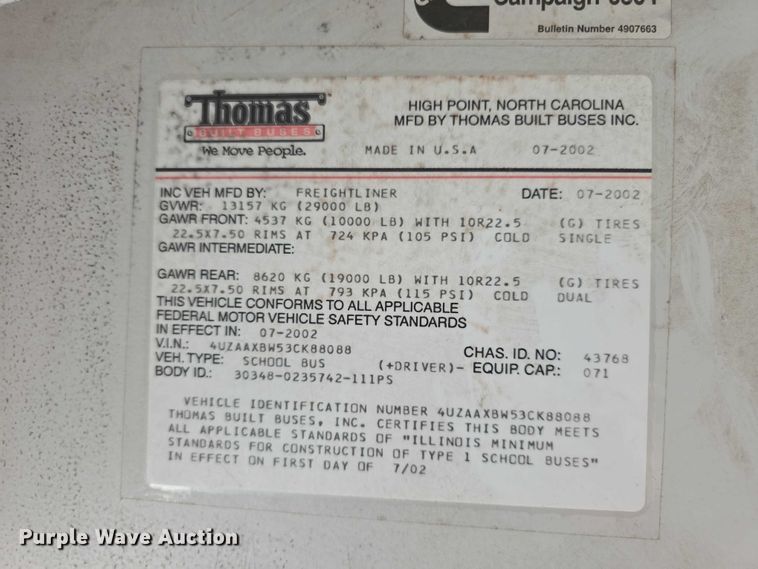 Campaign
Bulletin Number 4907663
Thomas
BUILT BUSES
We Move People.
HIGH POINT, NORTH CAROLINA
MFD BY THOMAS BUILT BUSES INC.
MADE IN U.S.A 07-2002
INC VEH MFD BY: FREIGHTLINER DATE: 07-2002
GVWR: 13157 KG (29000 LB)
GAWR FRONT: 4537 KG (10000 LB) WITH 10R22.5 (G) TIRES
22.5X7.50 RIMS AT 724 KPA (105 PSI) COLD SINGLE
GAWR INTERMEDIATE:
GAWR REAR: 8620 KG (19000 LB) WITH 10R22.5 (G) TIRES
22.5X7.50 RIMS AT 793 KPA (115 PSI) COLD DUAL
THIS VEHICLE CONFORMS TO ALL APPLICABLE
FEDERAL MOTOR VEHICLE SAFETY STANDARDS
IN EFFECT IN: 07-2002
V.I.N.: 4UZAAXBW53CK88088 CHAS. ID. NO: 43768
VEH. TYPE: SCHOOL BUS (+DRIVER)- EQUIP. CAP.: 071
BODY ID.: 30348-0235742-111PS
VEHICLE IDENTIFICATION NUMBER 4UZAAXBW53CK88088
THOMAS BUILT BUSES, INC. CERTIFIES THIS BODY MEETS
ALL APPLICABLE STANDARDS OF "ILLINOIS MINIMUM
STANDARDS FOR CONSTRUCTION OF TYPE 1 SCHOOL BUSES"
IN EFFECT ON FIRST DAY OF 7/02
Purple Wave Auction